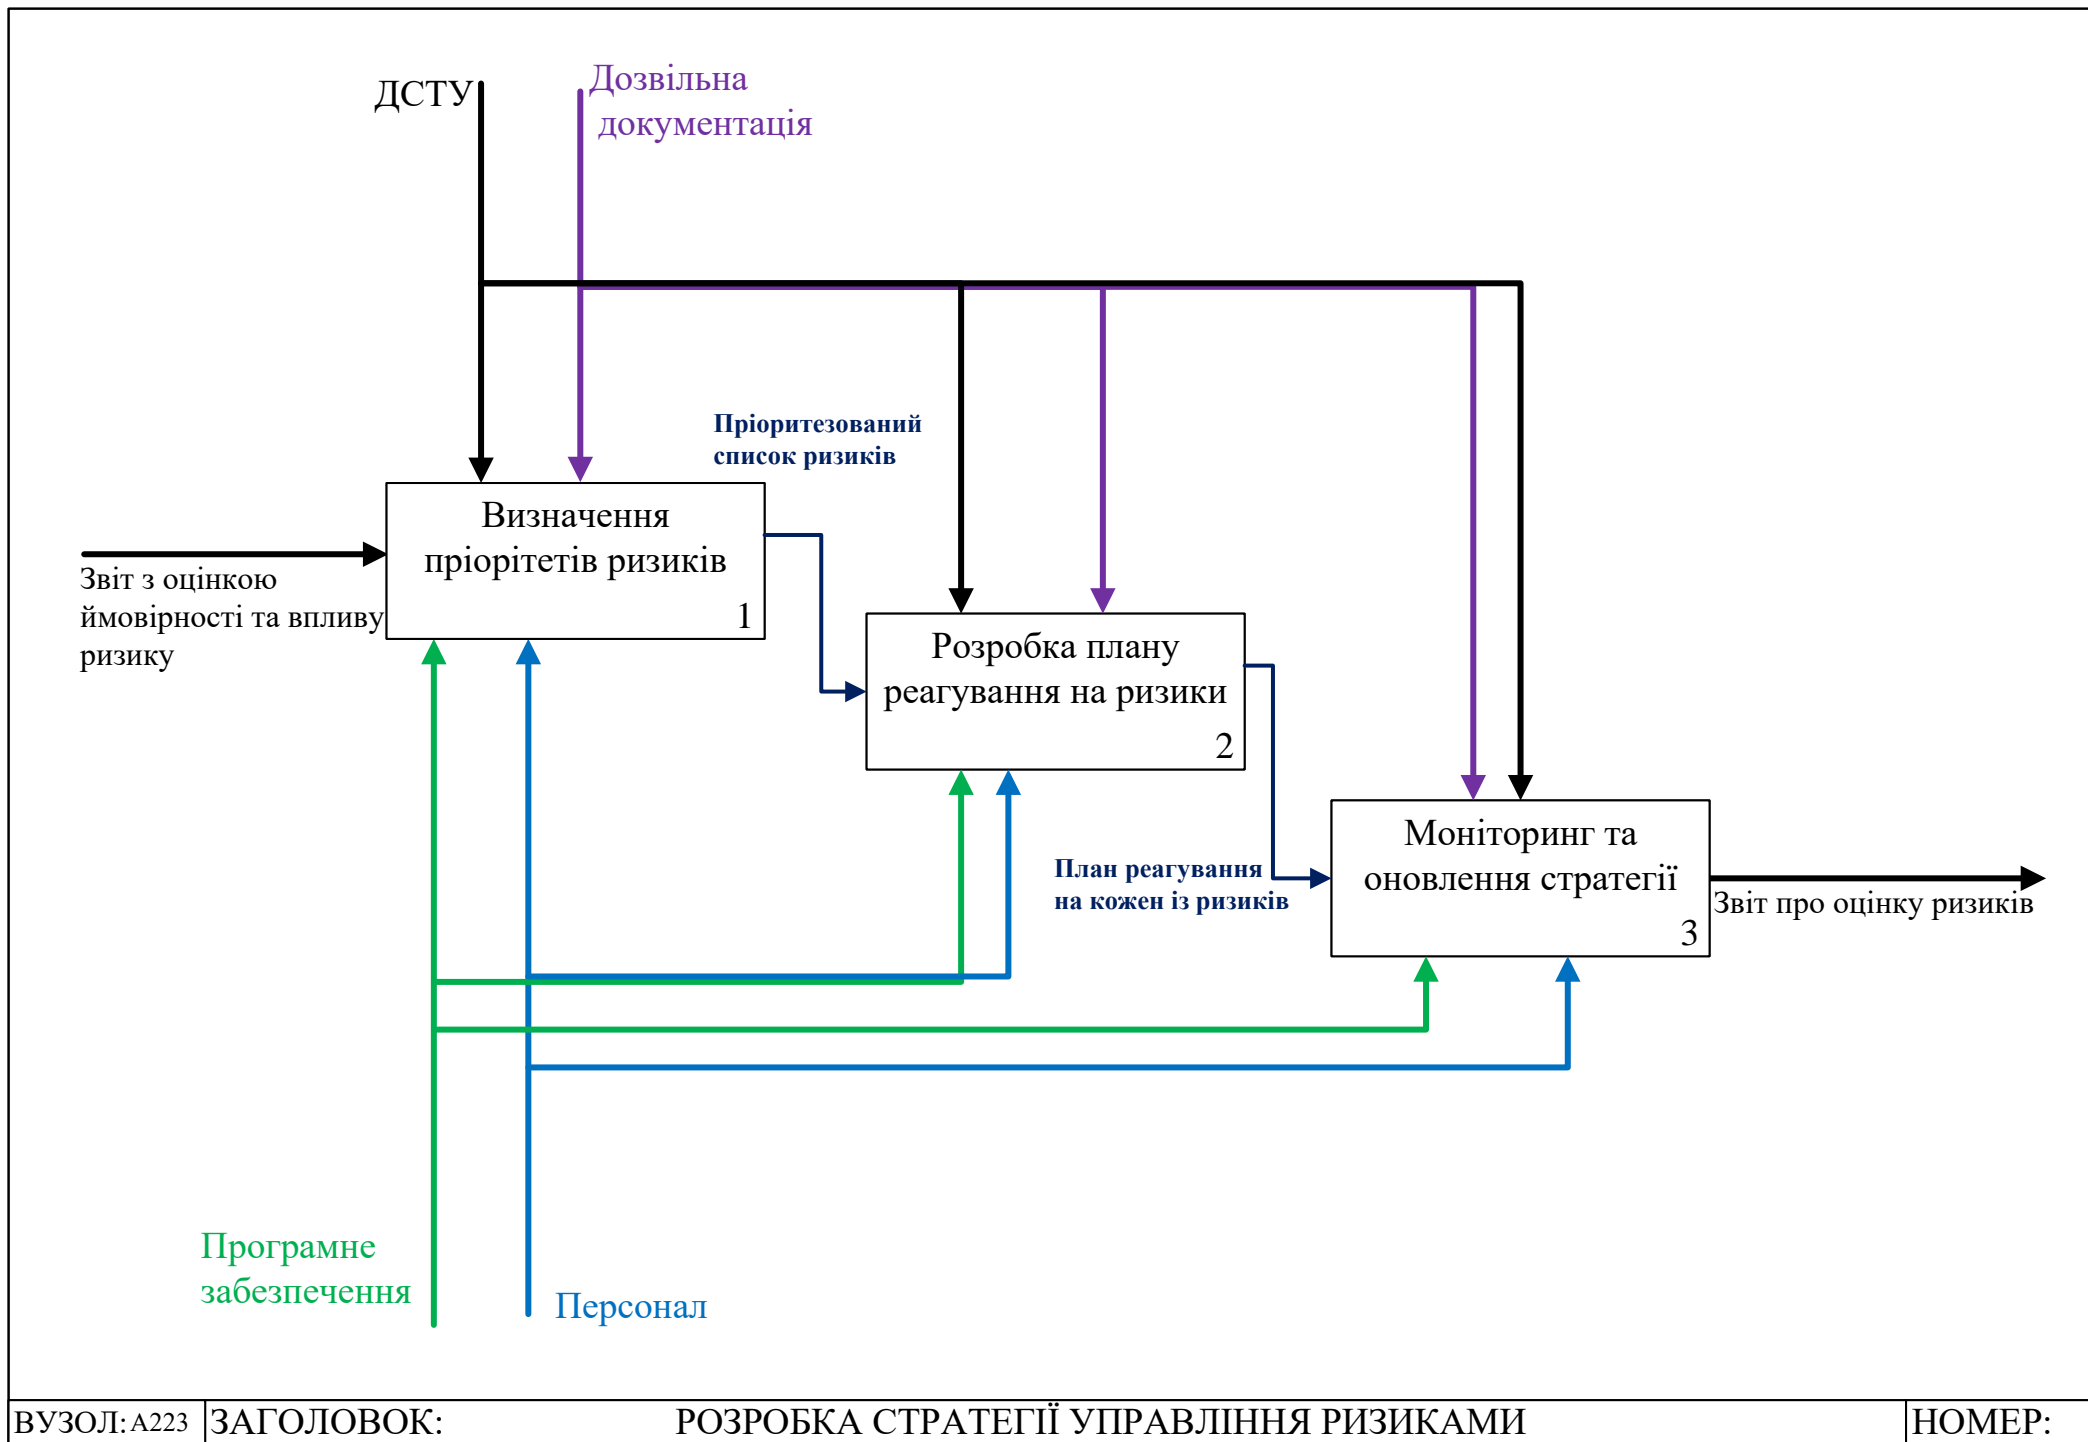 ДСТУ
Дозвільна
документація
Пріоритезований
список ризиків
Визначення
пріорітетів ризиків
1
Звіт з оцінкою
ймовірності та впливу
ризику
Розробка плану
реагування на ризики
2
План реагування
на кожен із ризиків
Моніторинг та
оновлення стратегії
3
Звіт про оцінку ризиків
Програмне
забезпечення
Персонал
ВУЗОЛ: А223
ЗАГОЛОВОК:
РОЗРОБКА СТРАТЕГІЇ УПРАВЛІННЯ РИЗИКАМИ
НОМЕР: